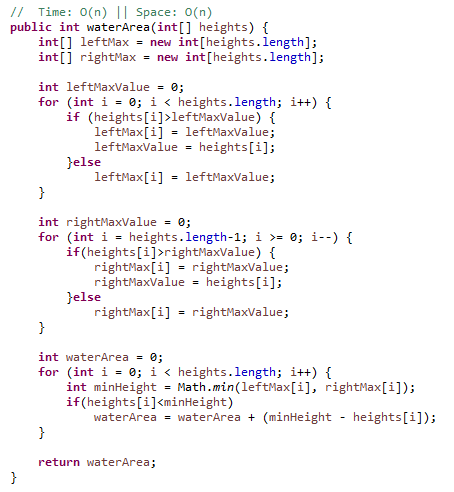 //  Time: O(n) || Space: O(n)
public int waterArea(int[] heights) {
    int[] leftMax = new int[heights.length];
    int[] rightMax = new int[heights.length];

    int leftMaxValue = 0;
    for (int i = 0; i < heights.length; i++) {
        if (heights[i]>leftMaxValue) {
            leftMax[i] = leftMaxValue;
            leftMaxValue = heights[i];
        }else
            leftMax[i] = leftMaxValue;
    }

    int rightMaxValue = 0;
    for (int i = heights.length-1; i >= 0; i--) {
        if(heights[i]>rightMaxValue) {
            rightMax[i] = rightMaxValue;
            rightMaxValue = heights[i];
        }else
            rightMax[i] = rightMaxValue;
    }

    int waterArea = 0;
    for (int i = 0; i < heights.length; i++) {
        int minHeight = Math.min(leftMax[i], rightMax[i]);
        if(heights[i]<minHeight)
            waterArea = waterArea + (minHeight - heights[i]);
    }

    return waterArea;
}